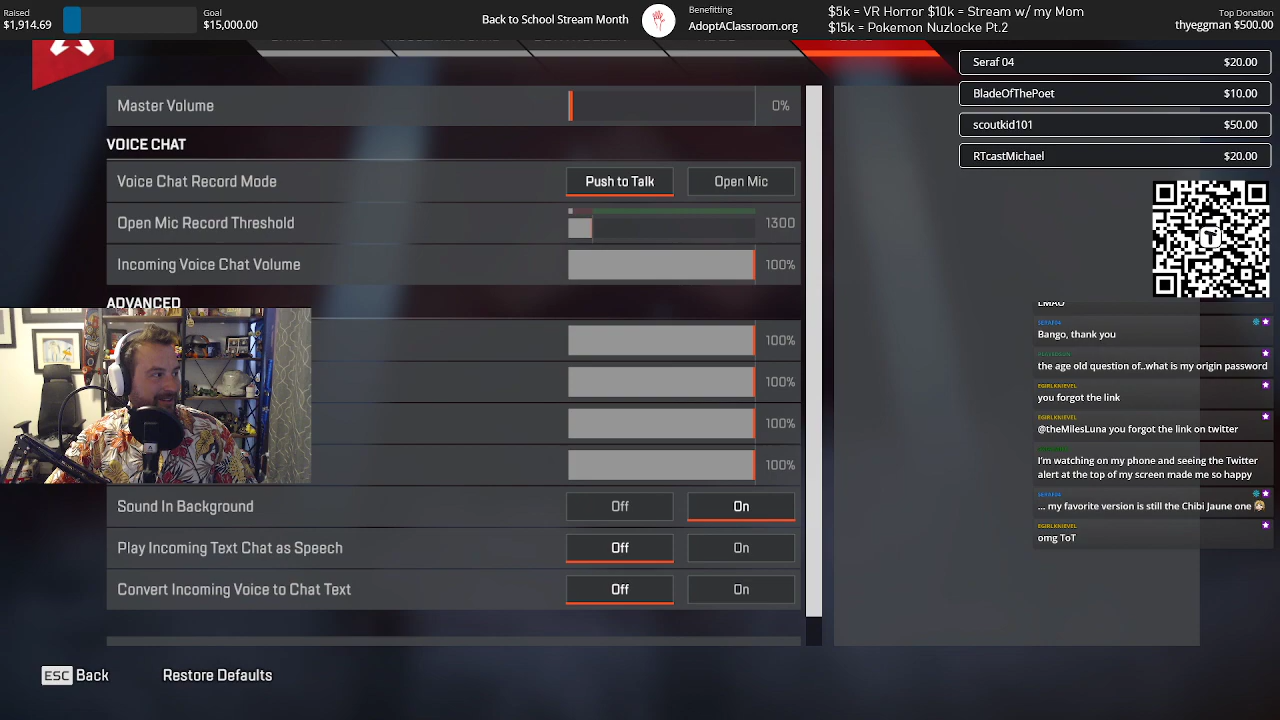 Raised
$1,914.69
Goal
$15,000.00
Back to School Stream Month
Benefitting
AdoptAClassroom.org
$5k = VR Horror $10k = Stream w/ my Mom
$15k = Pokemon Nuzlocke Pt.2
Top Donation
thyeggman $500.00
Seraf 04 $20.00
BladeOfThePoet $10.00
scoutkid101 $50.00
RTcastMichael $20.00
Master Volume 0%
VOICE CHAT
Voice Chat Record Mode Push to Talk Open Mic
Open Mic Record Threshold 1300
Incoming Voice Chat Volume 100%
ADVANCED
100%
100%
100%
100%
Sound In Background Off On
Play Incoming Text Chat as Speech Off On
Convert Incoming Voice to Chat Text Off On
ESC Back Restore Defaults
LMAO
SERAF04
Bango, thank you
the age old question of..what is my origin password
EGIRLKNIEVEL
you forgot the link
EGIRLKNIEVEL
@theMilesLuna you forgot the link on twitter
I'm watching on my phone and seeing the Twitter
alert at the top of my screen made me so happy
SERAF04
... my favorite version is still the Chibi Jaune one
EGIRLKNIEVEL
omg ToT